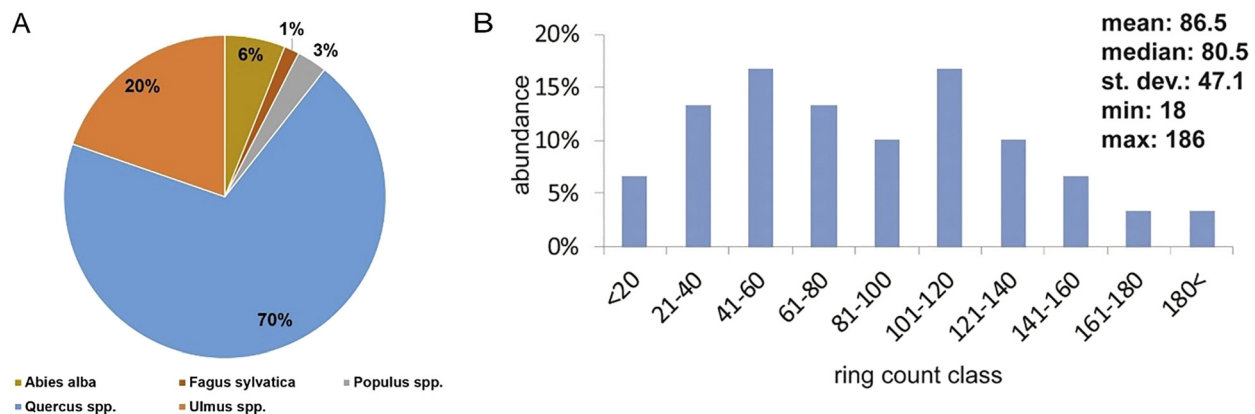 A
6%
1%
3%
20%
70%
Abies alba
Fagus sylvatica
Populus spp.
Quercus spp.
Ulmus spp.
B
mean: 86.5
median: 80.5
st. dev.: 47.1
min: 18
max: 186
abundance
20%
15%
10%
5%
0%
<20
21-40
41-60
61-80
81-100
101-120
121-140
141-160
161-180
180<
ring count class